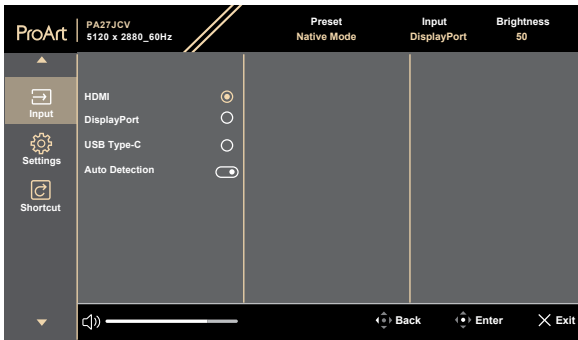 ProArt
PA27JCV
5120 x 2880_60Hz
Preset
Native Mode
Input
DisplayPort
Brightness
50
Input
Settings
Shortcut
HDMI
DisplayPort
USB Type-C
Auto Detection
Back
Enter
Exit